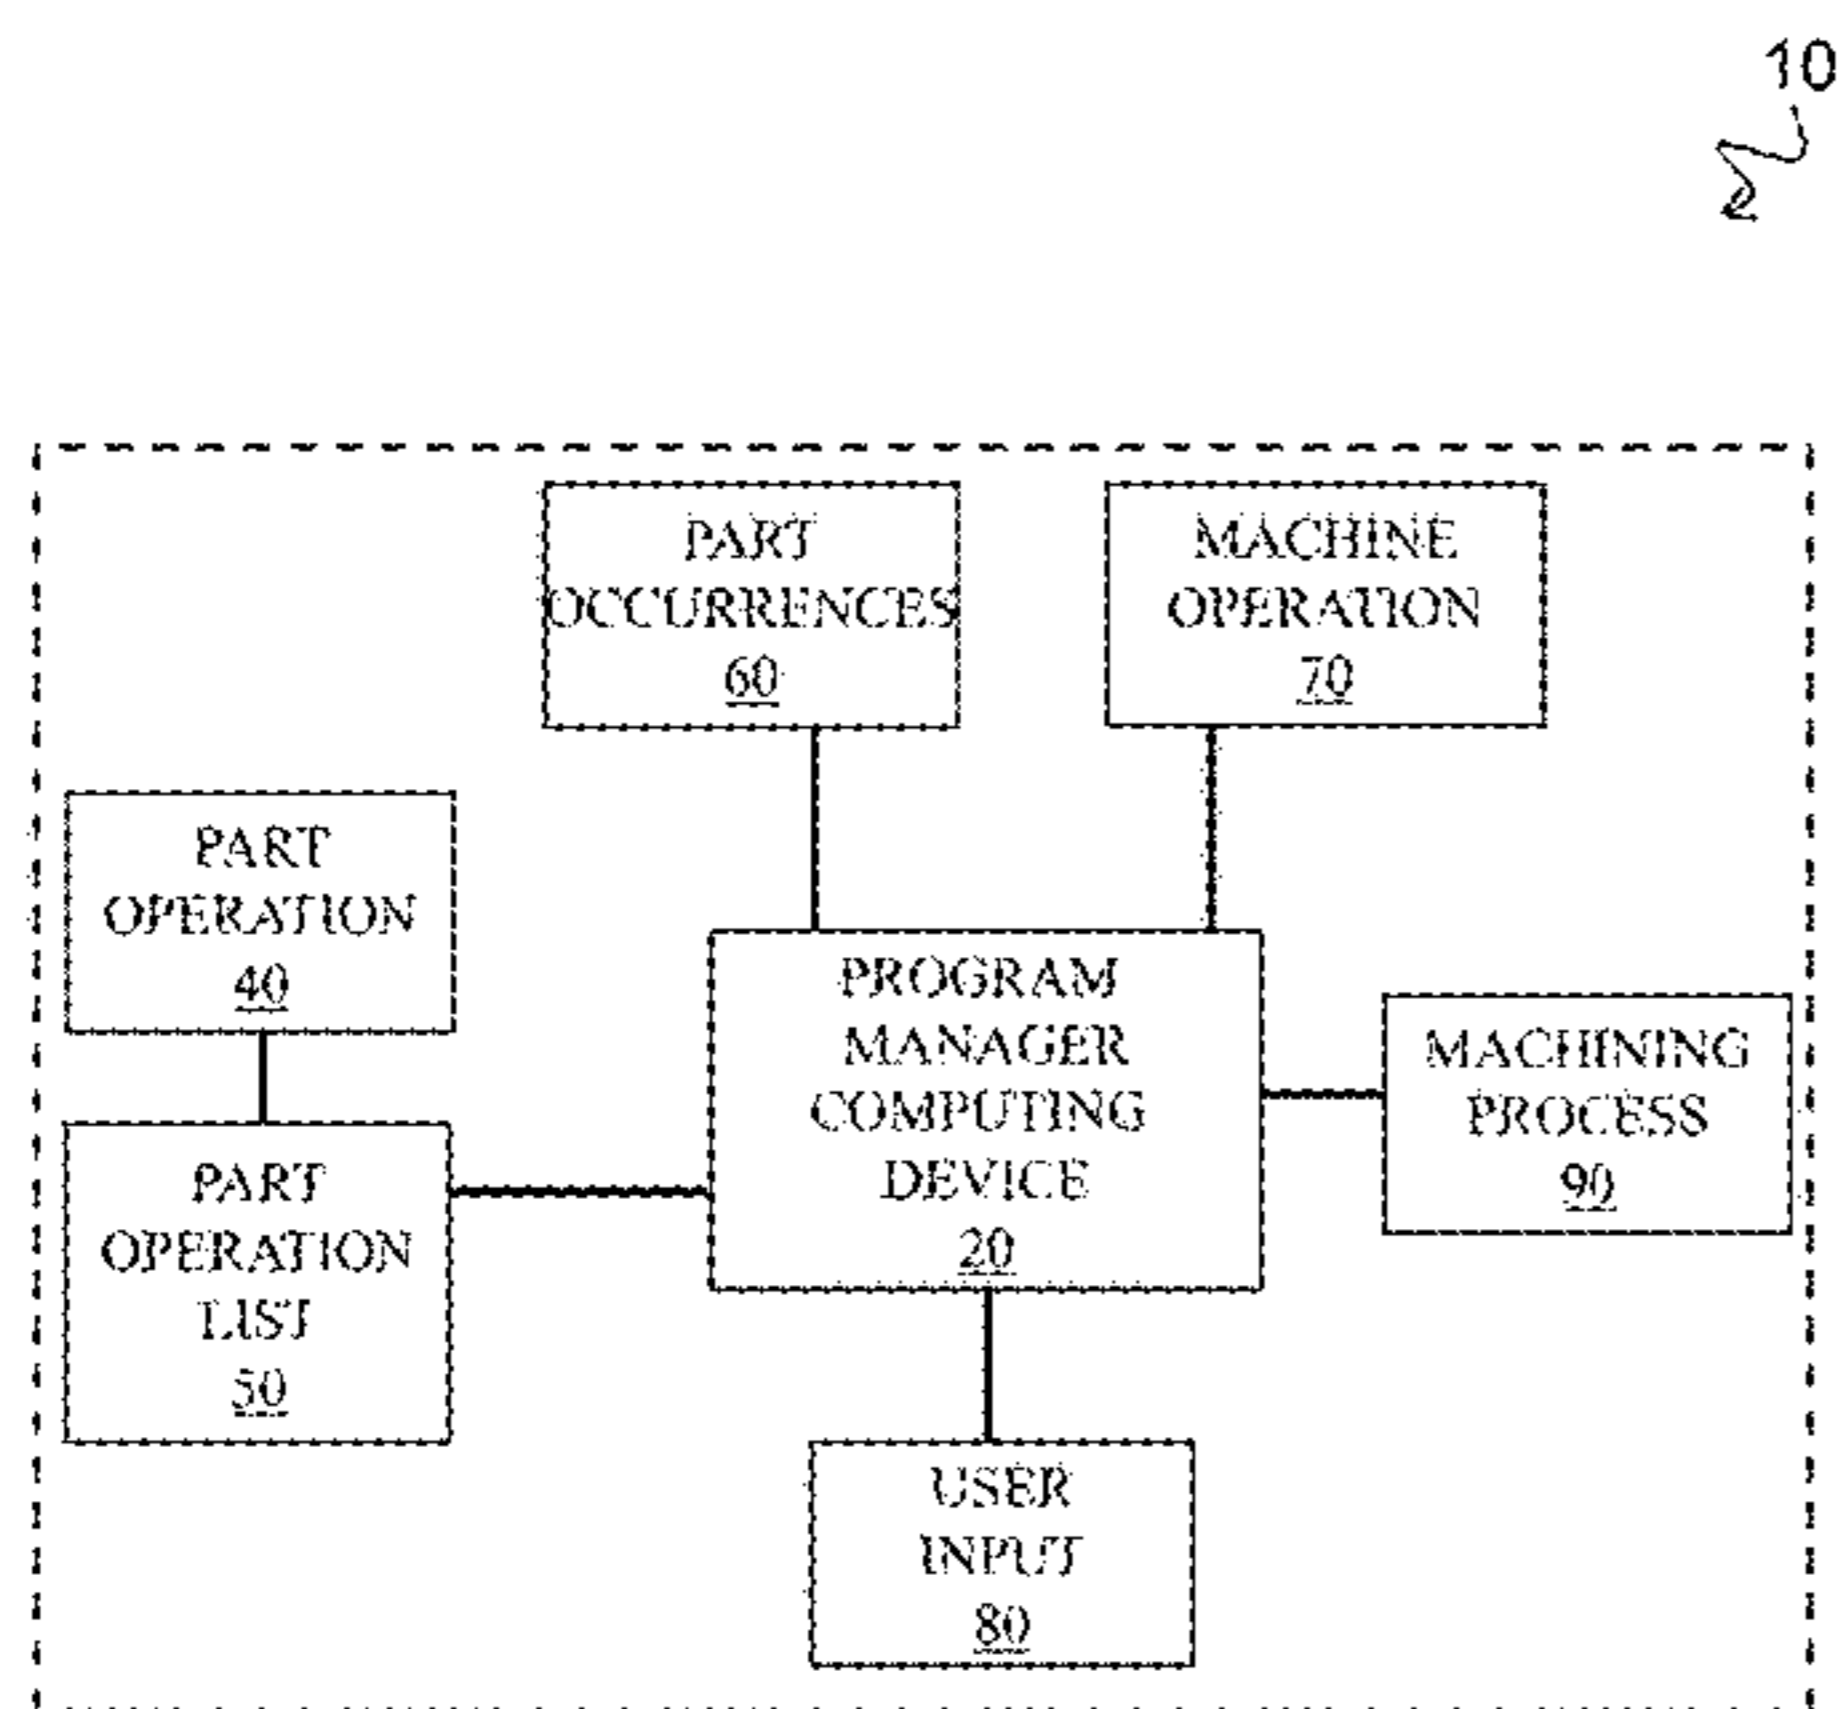 10
PART
OCCURRENCES
60
MACHINE
OPERATION
70
PART
OPERATION
40
PROGRAM
MANAGER
COMPUTING
DEVICE
20
MACHINING
PROCESS
90
PART
OPERATION
LIST
50
USER
INPUT
80